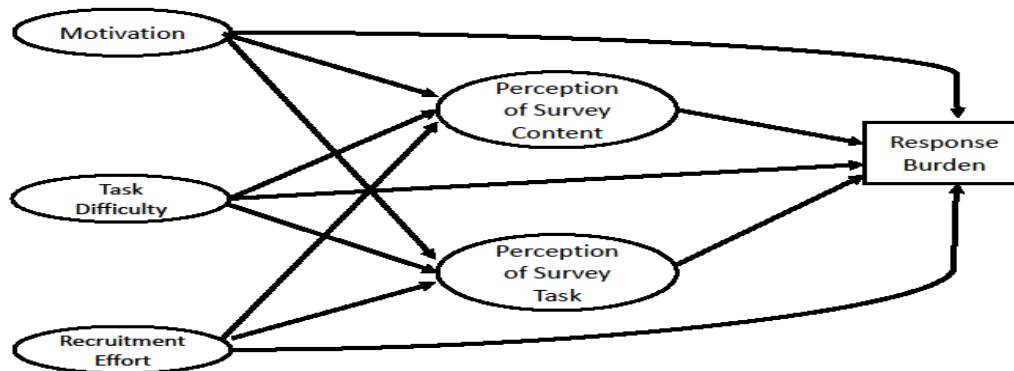 Motivation
Perception
of Survey
Content
Response
Burden
Task
Difficulty
Perception
of Survey
Task
Recruitment
Effort